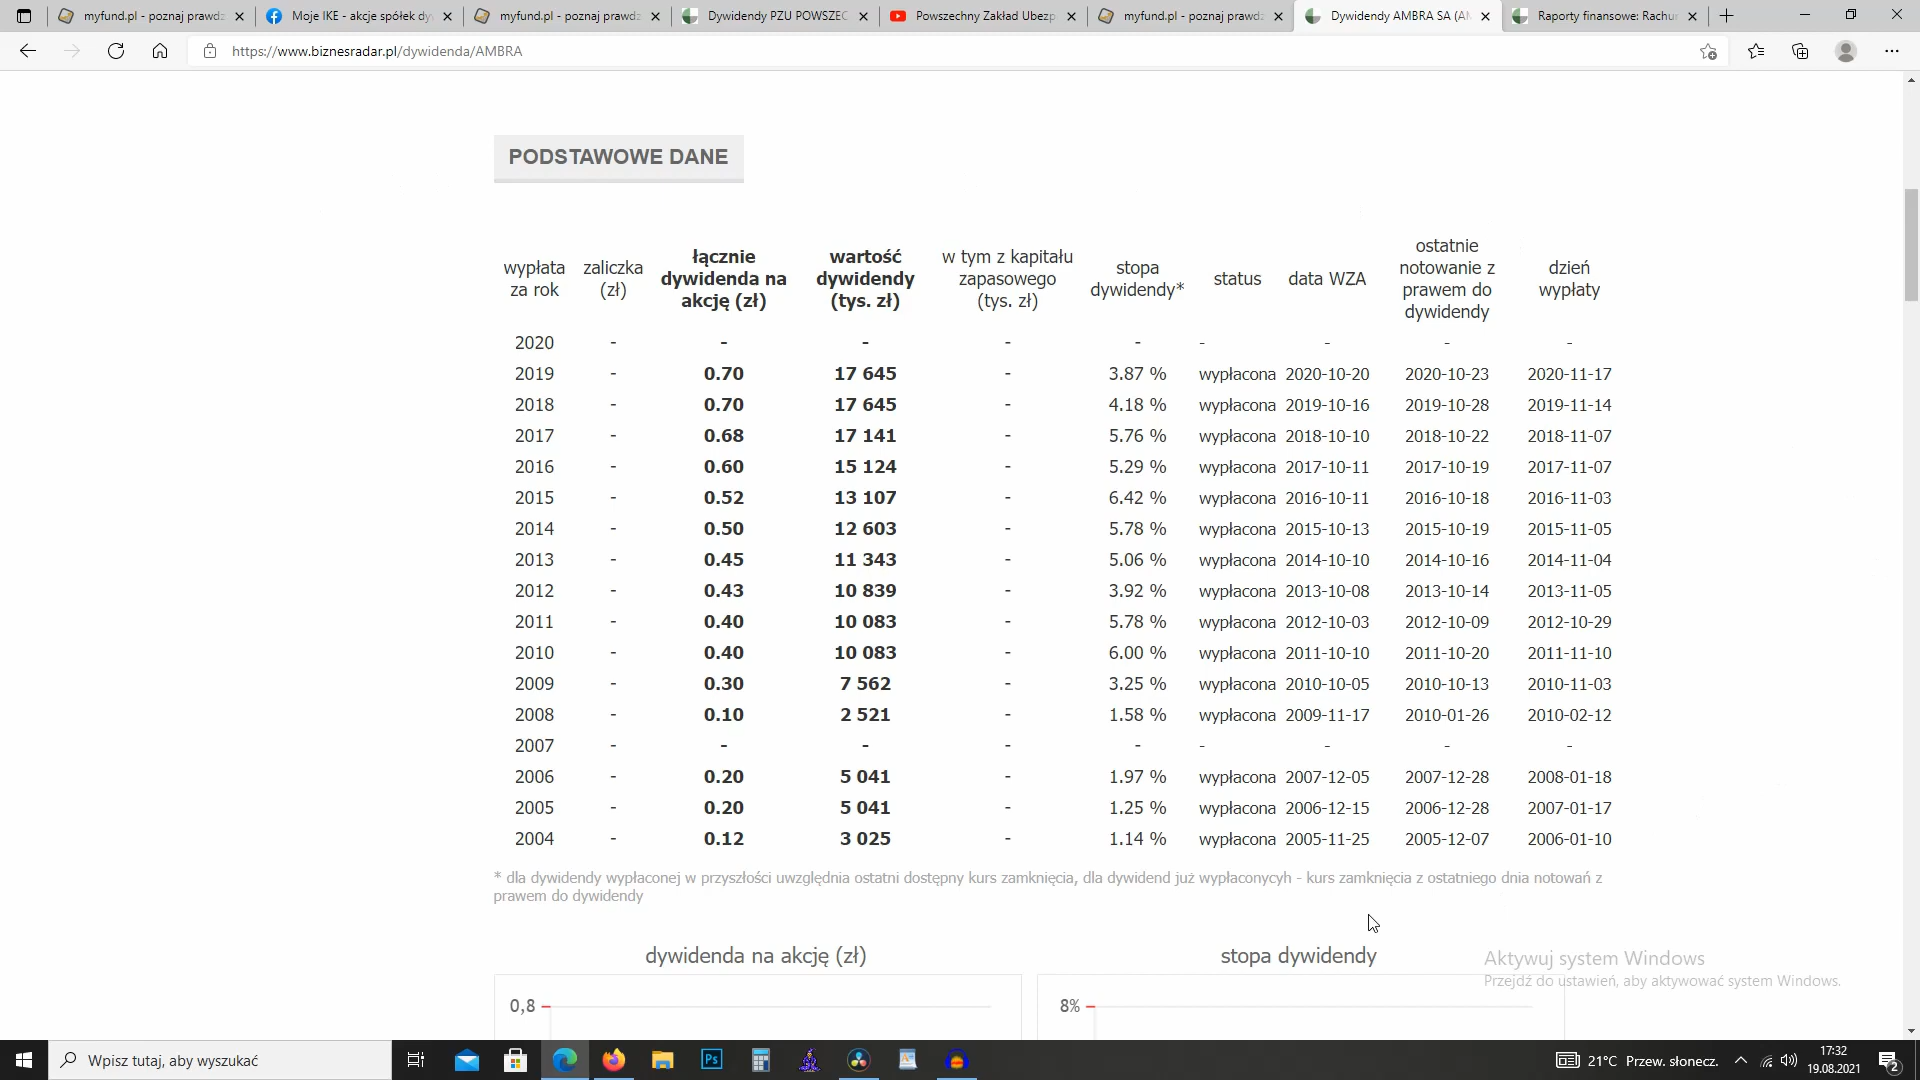 myfund.pl - poznaj prawdz
Moje IKE - akcje spółek dy
myfund.pl - poznaj prawdz
Dywidendy PZU POWSZEC
Powszechny Zakład Ubezp
myfund.pl - poznaj prawdz
Dywidendy AMBRA SA (AM
Raporty finansowe: Rachun
https://www.biznesradar.pl/dywidenda/AMBRA
PODSTAWOWE DANE
wypłata za rok zaliczka (zł) łącznie dywidenda na akcję (zł) wartość dywidendy (tys. zł) w tym z kapitału zapasowego (tys. zł) stopa dywidendy* status data WZA ostatnie notowanie z prawem do dywidendy dzień wypłaty
2020 - - - - - - - - -
2019 - 0.70 17 645 - 3.87 % wypłacona 2020-10-20 2020-10-23 2020-11-17
2018 - 0.70 17 645 - 4.18 % wypłacona 2019-10-16 2019-10-28 2019-11-14
2017 - 0.68 17 141 - 5.76 % wypłacona 2018-10-10 2018-10-22 2018-11-07
2016 - 0.60 15 124 - 5.29 % wypłacona 2017-10-11 2017-10-19 2017-11-07
2015 - 0.52 13 107 - 6.42 % wypłacona 2016-10-11 2016-10-18 2016-11-03
2014 - 0.50 12 603 - 5.78 % wypłacona 2015-10-13 2015-10-19 2015-11-05
2013 - 0.45 11 343 - 5.06 % wypłacona 2014-10-10 2014-10-16 2014-11-04
2012 - 0.43 10 839 - 3.92 % wypłacona 2013-10-08 2013-10-14 2013-11-05
2011 - 0.40 10 083 - 5.78 % wypłacona 2012-10-03 2012-10-09 2012-10-29
2010 - 0.40 10 083 - 6.00 % wypłacona 2011-10-10 2011-10-20 2011-11-10
2009 - 0.30 7 562 - 3.25 % wypłacona 2010-10-05 2010-10-13 2010-11-03
2008 - 0.10 2 521 - 1.58 % wypłacona 2009-11-17 2010-01-26 2010-02-12
2007 - - - - - - - - -
2006 - 0.20 5 041 - 1.97 % wypłacona 2007-12-05 2007-12-28 2008-01-18
2005 - 0.20 5 041 - 1.25 % wypłacona 2006-12-15 2006-12-28 2007-01-17
2004 - 0.12 3 025 - 1.14 % wypłacona 2005-11-25 2005-12-07 2006-01-10
* dla dywidendy wypłaconej w przyszłości uwzględnia ostatni dostępny kurs zamknięcia, dla dywidend już wypłaconycyh - kurs zamknięcia z ostatniego dnia notowań z
prawem do dywidendy
dywidenda na akcję (zł)
stopa dywidendy
0,8
8%
Aktywuj system Windows
Przejdź do ustawień, aby aktywować system Windows.
Wpisz tutaj, aby wyszukać
Ps
21°C Przew. słonecz.
17:32
19.08.2021
2